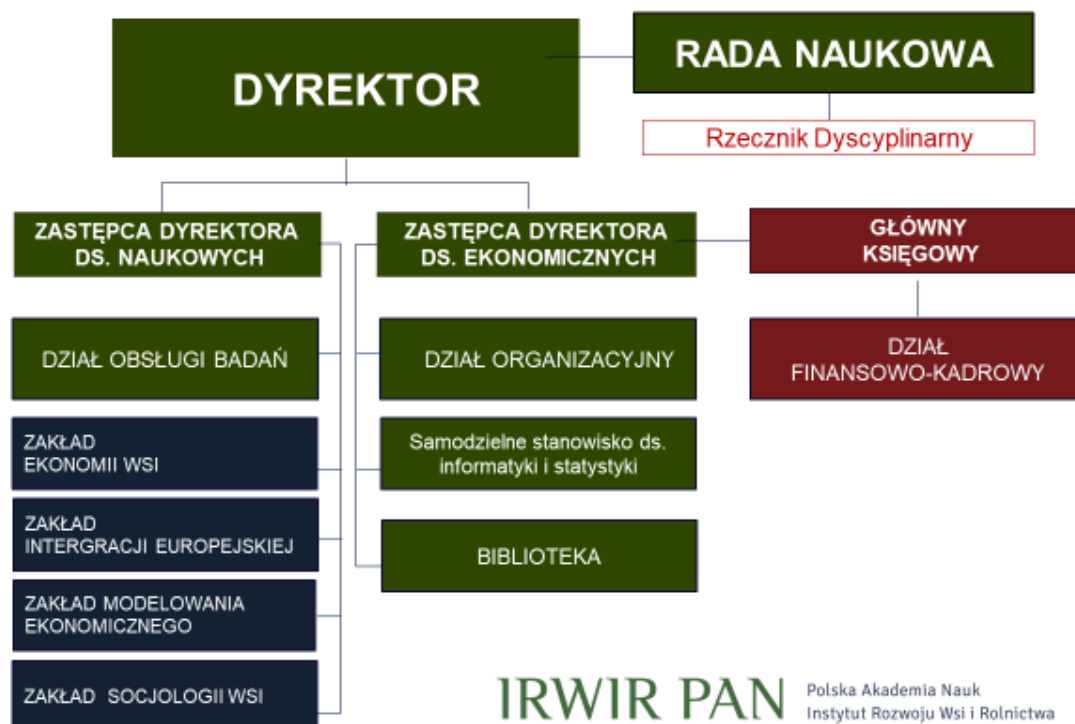 DYREKTOR
RADA NAUKOWA
Rzecznik Dyscyplinarny
ZASTĘPCA DYREKTORA
DS. NAUKOWYCH
ZASTĘPCA DYREKTORA
DS. EKONOMICZNYCH
GŁÓWNY
KSIĘGOWY
DZIAŁ OBSŁUGI BADAŃ
DZIAŁ ORGANIZACYJNY
DZIAŁ
FINANSOWO-KADROWY
ZAKŁAD
EKONOMII WSI
Samodzielne stanowisko ds.
informatyki i statystyki
ZAKŁAD
INTERGRACJI EUROPEJSKIEJ
BIBLIOTEKA
ZAKŁAD MODELOWANIA
EKONOMICZNEGO
ZAKŁAD SOCJOLOGII WSI
IRWIR PAN
Polska Akademia Nauk
Instytut Rozwoju Wsi i Rolnictwa